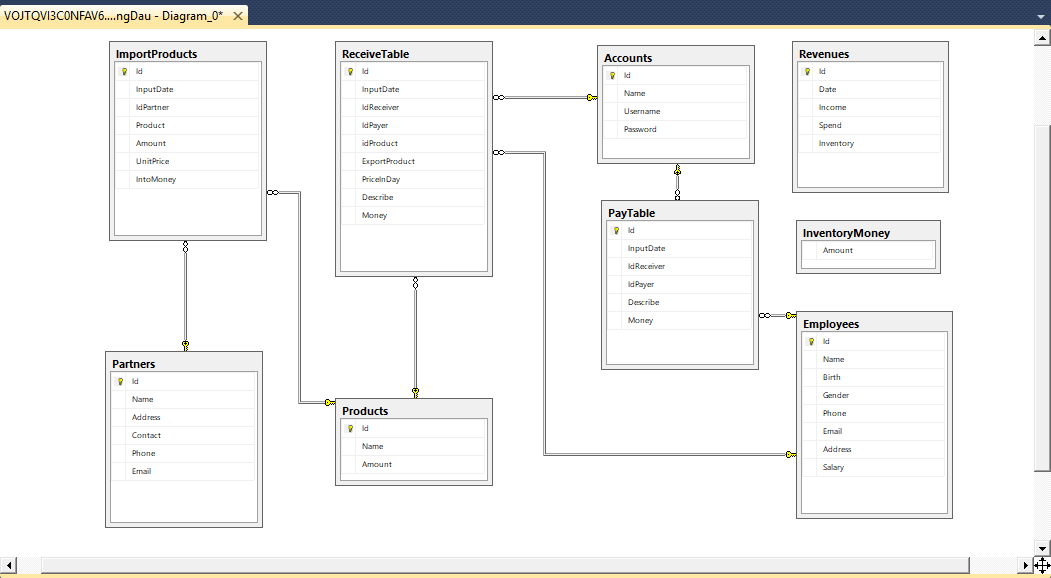 VOJTQVI3C0NFAV6....ngDau - Diagram_0*
ImportProducts
Id
InputDate
IdPartner
Product
Amount
UnitPrice
IntoMoney
ReceiveTable
Id
InputDate
IdReceiver
IdPayer
idProduct
ExportProduct
PriceInDay
Describe
Money
Accounts
Id
Name
Username
Password
Revenues
Id
Date
Income
Spend
Inventory
PayTable
Id
InputDate
IdReceiver
IdPayer
Describe
Money
InventoryMoney
Amount
Employees
Id
Name
Birth
Gender
Phone
Email
Address
Salary
Partners
Id
Name
Address
Contact
Phone
Email
Products
Id
Name
Amount